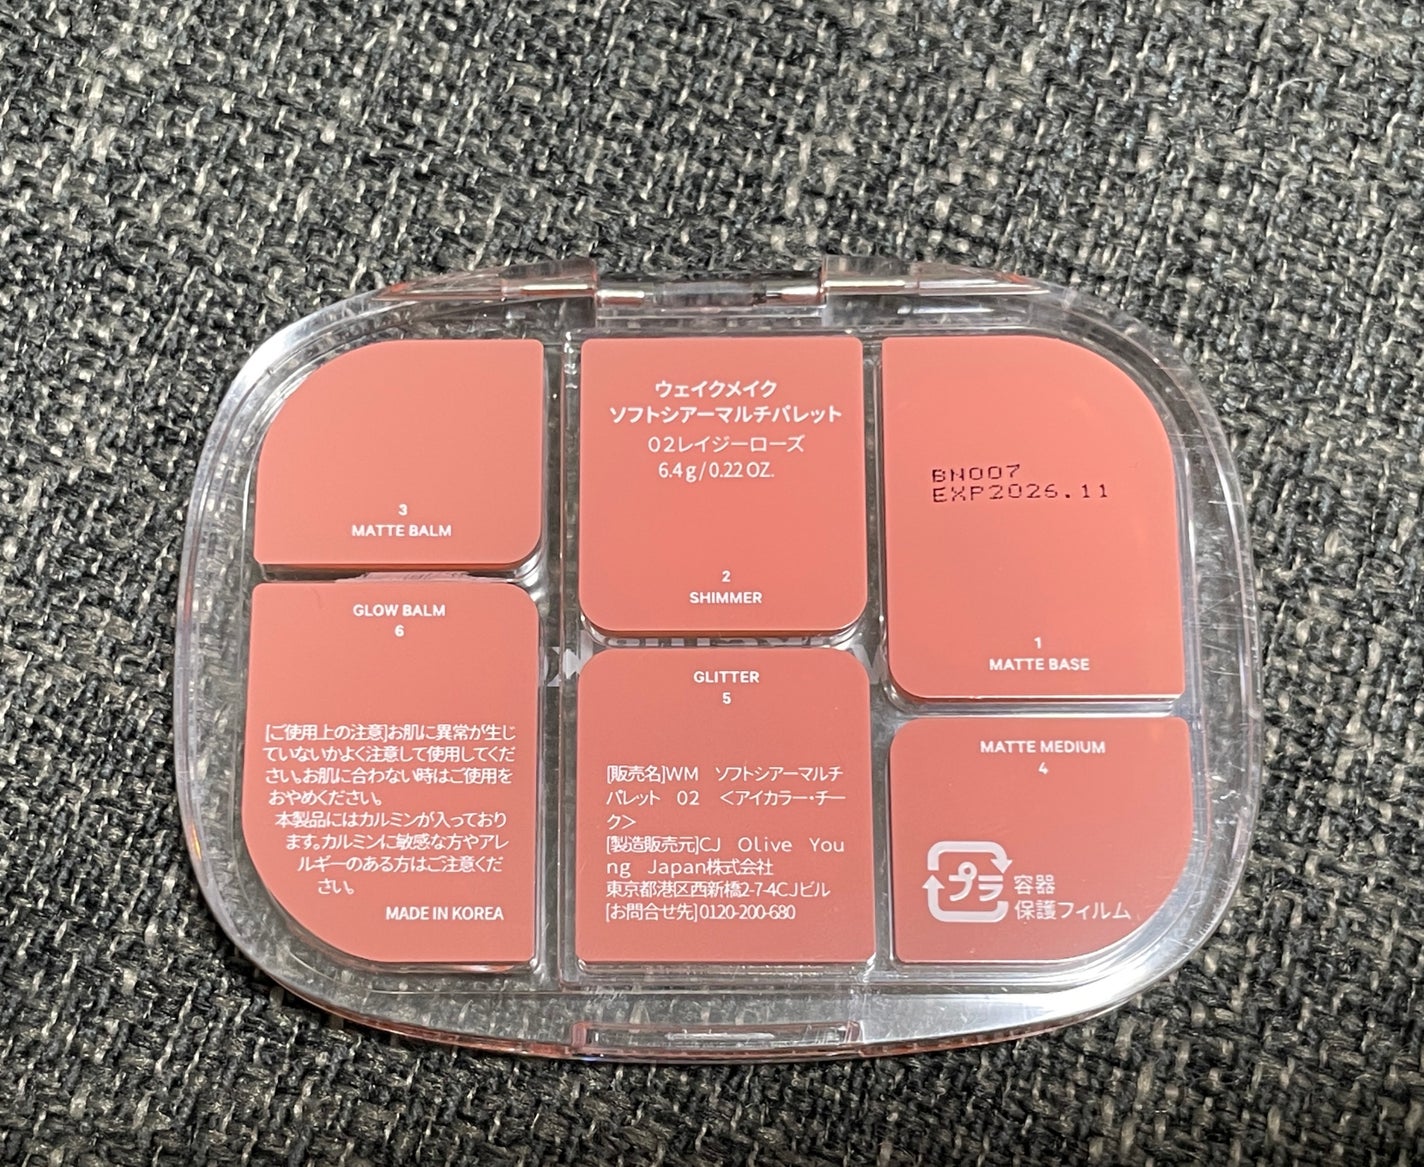 3
MATTE BALM
ウェイクメイク
ソフトシアーマルチパレット
02レイジーローズ
6.4g/0.22 OZ.
2
SHIMMER
BN007
EXP2026.11
1
MATTE BASE
GLOW BALM
6
[ご使用上の注意]お肌に異常が生じ
ていないかよく注意して使用してくだ
さい。お肌に合わない時はご使用を
おやめください。
本製品にはカルミンが入っており
ます。カルミンに敏感な方やアレ
ルギーのある方はご注意くだ
さい。
MADE IN KOREA
GLITTER
5
[販売名]WM ソフトシアーマルチ
パレット 02 <アイカラー・チー
ク>
[製造販売元]CJ Olive You
ng Japan株式会社
東京都港区西新橋2-7-4CJビル
[お問合せ先]0120-200-680
MATTE MEDIUM
4
プラ
容器
保護フィルム